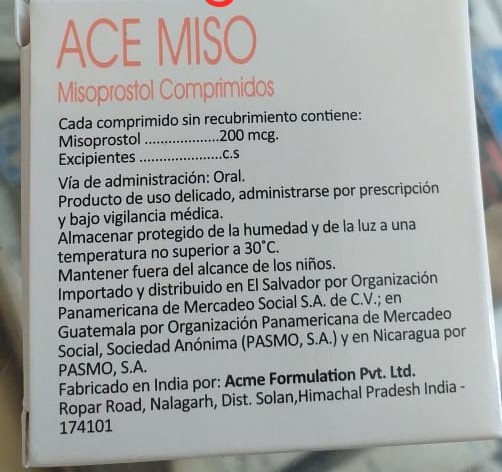 ACE MISO
Misoprostol Comprimidos
Cada comprimido sin recubrimiento contiene:
Misoprostol ...................200 mcg.
Excipientes .....................c.s
Vía de administración: Oral.
Producto de uso delicado, administrarse por prescripción
y bajo vigilancia médica.
Almacenar protegido de la humedad y de la luz a una
temperatura no superior a 30°C.
Mantener fuera del alcance de los niños.
Importado y distribuido en El Salvador por Organización
Panamericana de Mercadeo Social S.A. de C.V.; en
Guatemala por Organización Panamericana de Mercadeo
Social, Sociedad Anónima (PASMO, S.A.) y en Nicaragua por
PASMO, S.A.
Fabricado en India por: Acme Formulation Pvt. Ltd.
Ropar Road, Nalagarh, Dist. Solan,Himachal Pradesh India -
174101